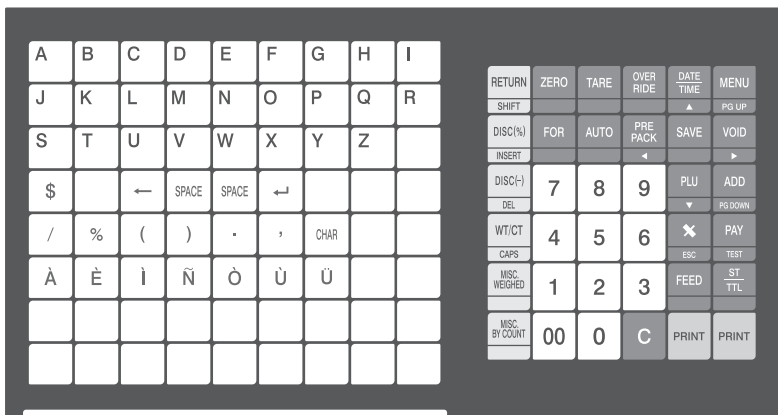 A B C D E F G H I
J K L M N O P Q R
S T U V W X Y Z
$ ← SPACE SPACE ↵
/ % ( ) . , CHAR
À È Ì Ñ Ò Ù Ü
RETURN ZERO TARE OVER RIDE DATE TIME MENU
SHIFT ▲ PG UP
DISC(%) FOR AUTO PRE PACK SAVE VOID
INSERT ◀ ▶
DISC(–) 7 8 9 PLU ADD
DEL ▼ PG DOWN
WT/CT 4 5 6 ✖ PAY
CAPS ESC TEST
MISC. WEIGHED 1 2 3 FEED ST TTL
MISC. BY COUNT 00 0 C PRINT PRINT